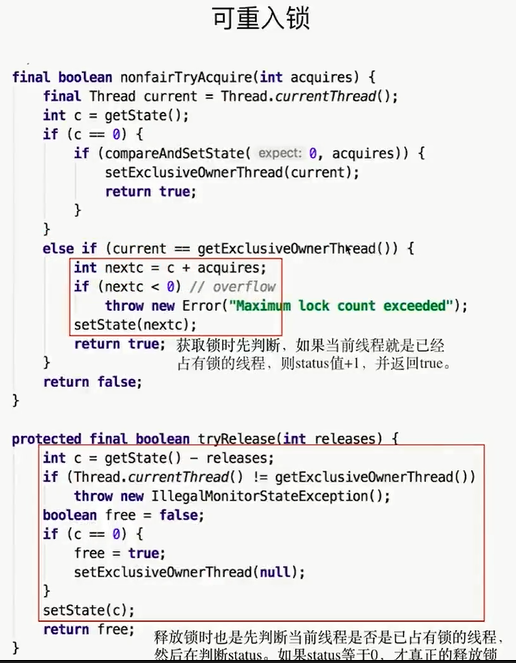 可重入锁
final boolean nonfairTryAcquire(int acquires) {
final Thread current = Thread.currentThread();
int c = getState();
if (c == 0) {
if (compareAndSetState( expect: 0, acquires)) {
setExclusiveOwnerThread(current);
return true;
}
}
else if (current == getExclusiveOwnerThread()) {
int nextc = c + acquires;
if (nextc < 0) // overflow
throw new Error("Maximum lock count exceeded");
setState(nextc);
return true; 获取锁时先判断，如果当前线程就是已经
} 占有锁的线程，则status值+1，并返回true。
return false;
}
protected final boolean tryRelease(int releases) {
int c = getState() - releases;
if (Thread.currentThread() != getExclusiveOwnerThread())
throw new IllegalMonitorStateException();
boolean free = false;
if (c == 0) {
free = true;
setExclusiveOwnerThread(null);
}
setState(c);
return free; 释放锁时也是先判断当前线程是否是已占有锁的线程，
} 然后在判断status。如果status等于0，才真正的释放锁